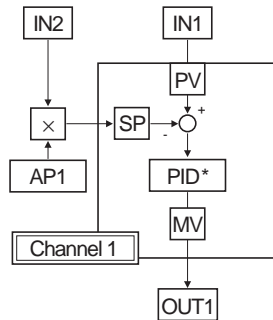 IN2
IN1
PV
+
×
SP
-
AP1
PID*
MV
Channel 1
OUT1